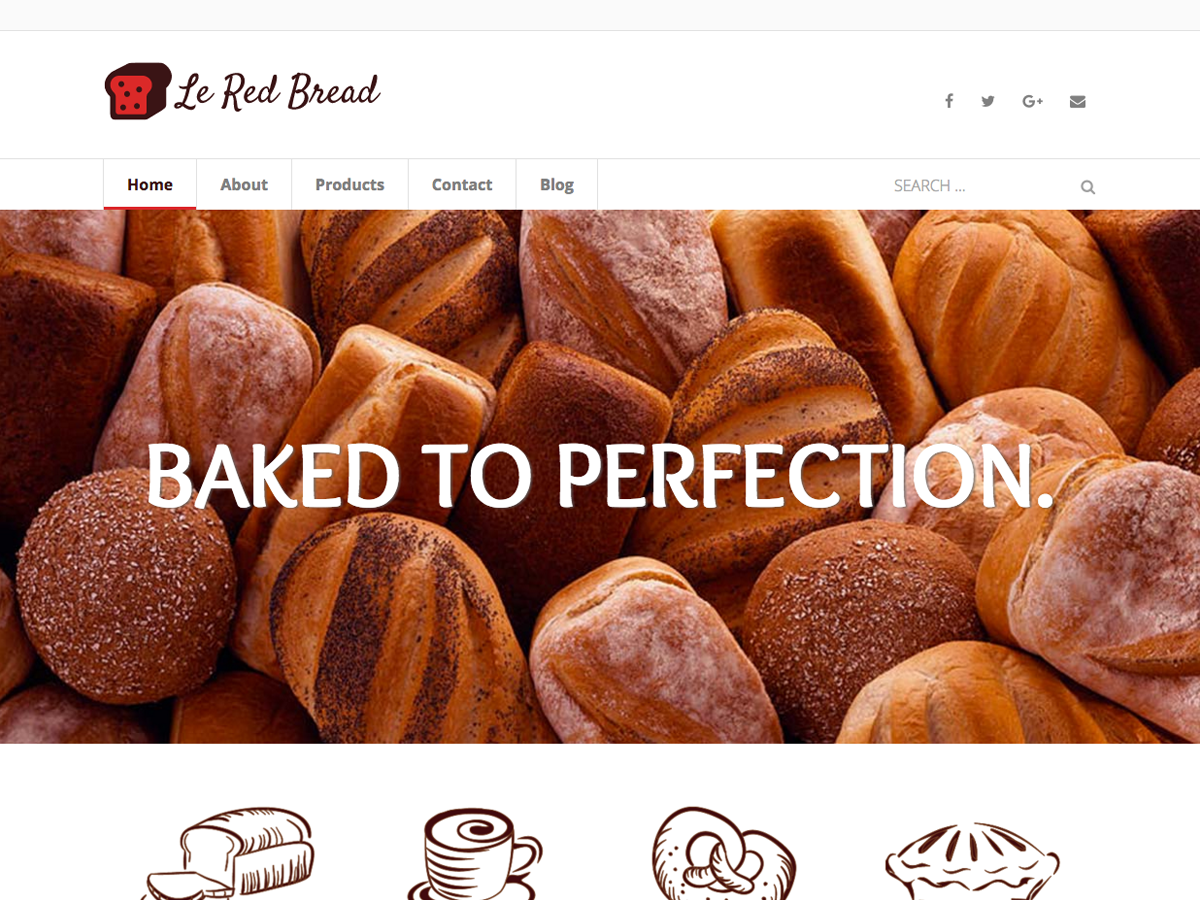 Le Red Bread
Home
About
Products
Contact
Blog
SEARCH ...
BAKED TO PERFECTION.